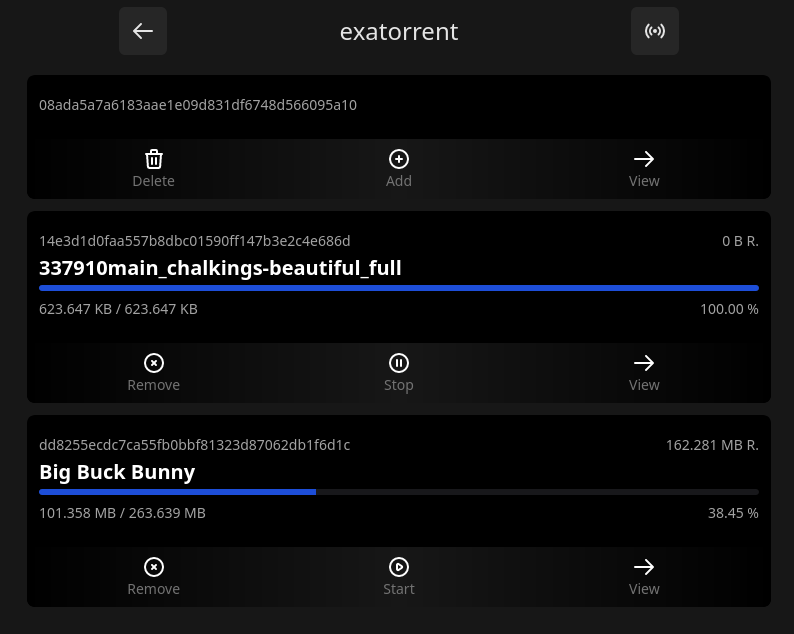 exatorrent
08ada5a7a6183aae1e09d831df6748d566095a10
Delete
Add
View
14e3d1d0faa557b8dbc01590ff147b3e2c4e686d
0 B R.
337910main_chalkings-beautiful_full
623.647 KB / 623.647 KB
100.00 %
Remove
Stop
View
dd8255ecdc7ca55fb0bbf81323d87062db1f6d1c
162.281 MB R.
Big Buck Bunny
101.358 MB / 263.639 MB
38.45 %
Remove
Start
View